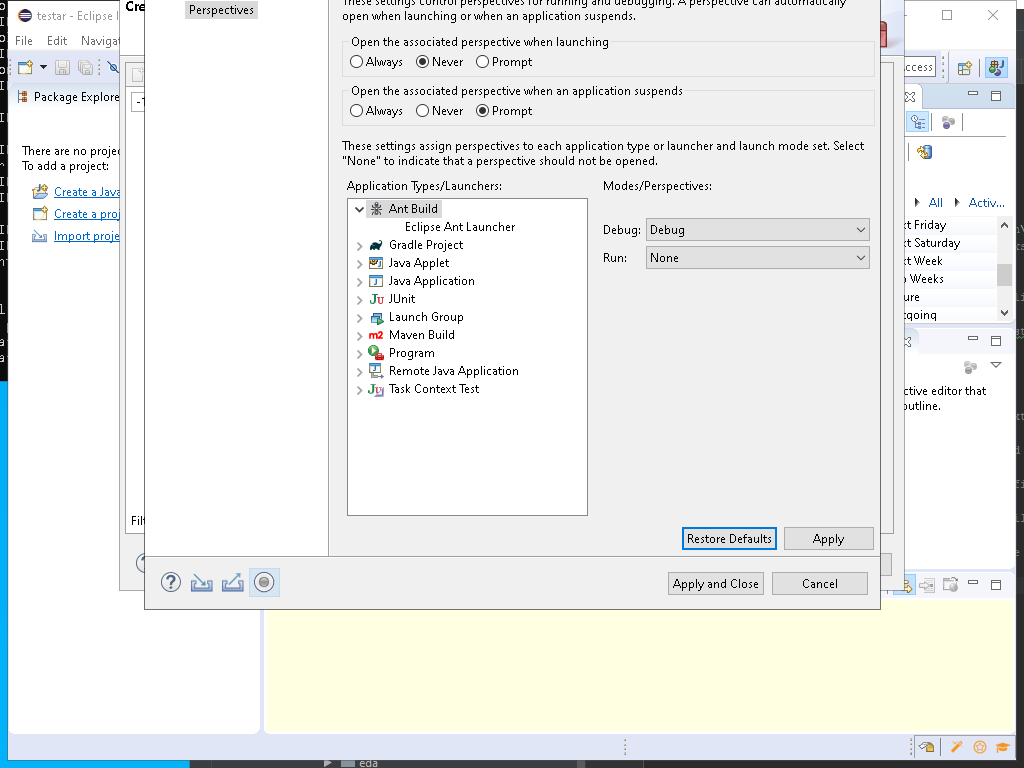 testar - Eclipse I
Cre
Perspectives
These settings control perspectives for running and debugging. A perspective can automatically
open when launching or when an application suspends.
File Edit Navigat
Open the associated perspective when launching
Always Never Prompt
ccess
Package Explore
Open the associated perspective when an application suspends
Always Never Prompt
There are no projec
To add a project:
Create a Java
Create a proj
Import proje
These settings assign perspectives to each application type or launcher and launch mode set. Select
"None" to indicate that a perspective should not be opened.
Application Types/Launchers:
Modes/Perspectives:
Ant Build
Eclipse Ant Launcher
Gradle Project
Java Applet
Java Application
JUnit
Launch Group
Maven Build
Program
Remote Java Application
Task Context Test
Debug: Debug
Run: None
All Activ...
xt Friday
xt Saturday
xt Week
o Weeks
ure
tgoing
ctive editor that
outline.
Filt
Restore Defaults
Apply
Apply and Close
Cancel
eda